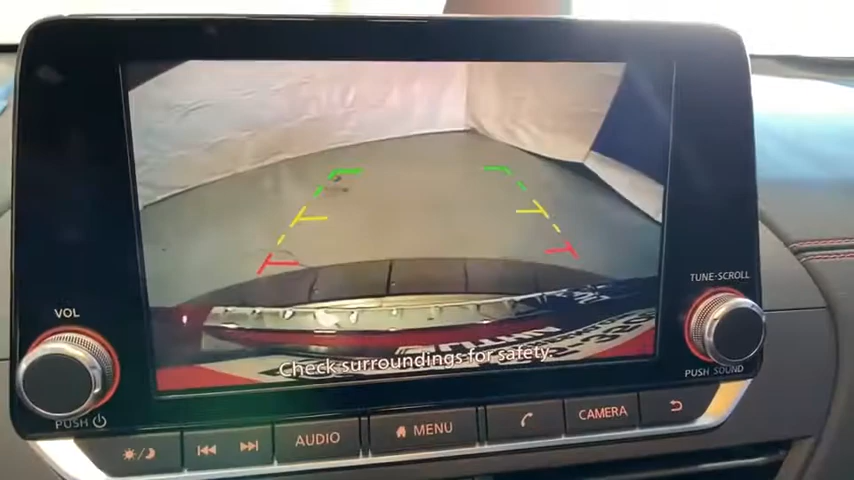 TUNE·SCROLL
VOL
Check surroundings for safety
PUSH
PUSH SOUND
AUDIO
MENU
CAMERA